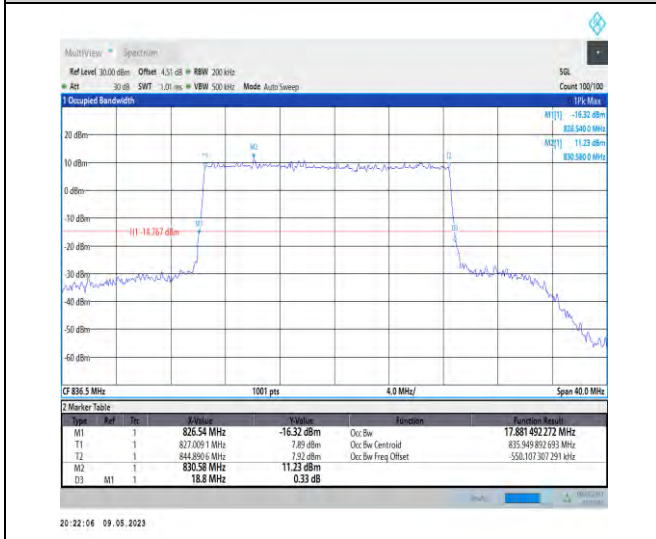 MultiView Spectrum
Ref Level 30.00 dBm Offset 4.51 dB RBW 200 kHz SGL
Att 30 dB SWT 1.01 ms VBW 500 kHz Mode Auto Sweep Count 100/100
1 Occupied Bandwidth 1Pk Max
M1[1] -16.32 dBm
826.540 0 MHz
M2[1] 11.23 dBm
830.580 0 MHz
20 dBm
M2
T1 T2
10 dBm
0 dBm
-10 dBm
M1
H1 -14.767 dBm
D3
-20 dBm
-30 dBm
-40 dBm
-50 dBm
-60 dBm
CF 836.5 MHz 1001 pts 4.0 MHz/ Span 40.0 MHz
2 Marker Table
Type Ref Trc X-Value Y-Value Function Function Result
M1 1 826.54 MHz -16.32 dBm Occ Bw 17.881 492 272 MHz
T1 1 827.009 1 MHz 7.89 dBm Occ Bw Centroid 835.949 892 693 MHz
T2 1 844.890 6 MHz 7.92 dBm Occ Bw Freq Offset -550.107 307 291 kHz
M2 1 830.58 MHz 11.23 dBm
D3 M1 1 18.8 MHz 0.33 dB
20:22:06 09.05.2023